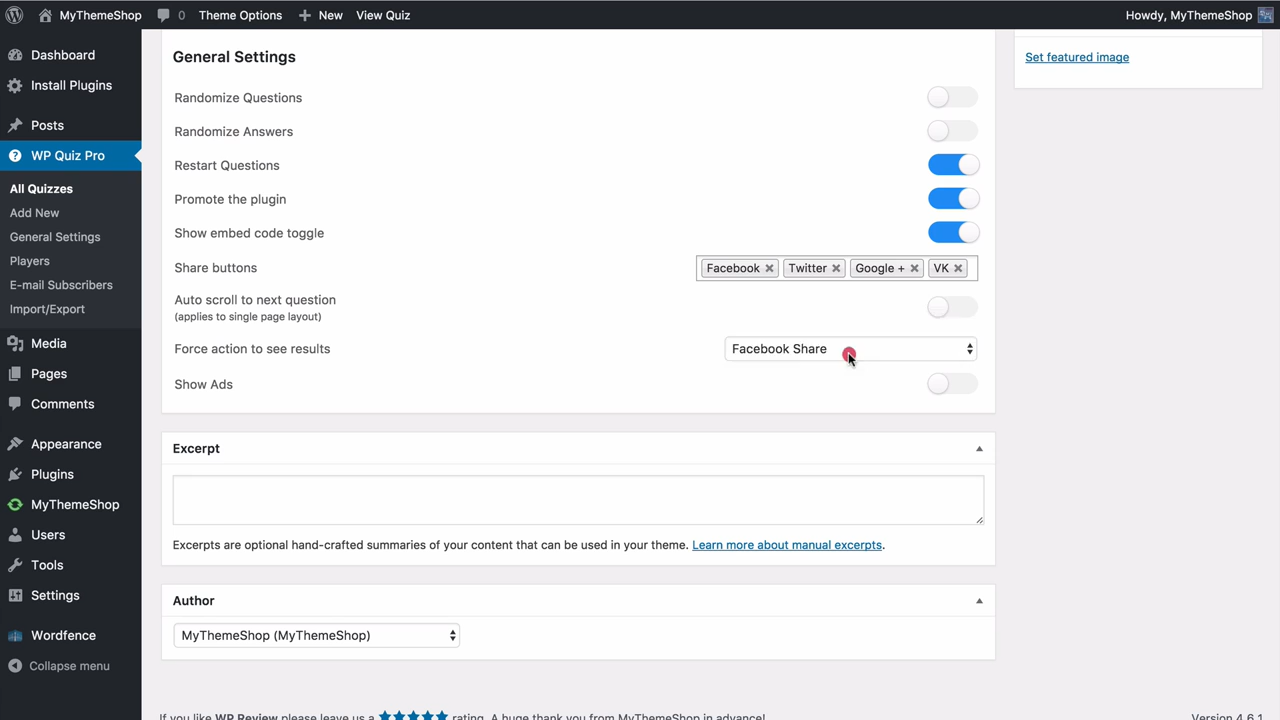 MyThemeShop 0 Theme Options New View Quiz Howdy, MyThemeShop
Dashboard
Install Plugins
Posts
WP Quiz Pro
All Quizzes
Add New
General Settings
Players
E-mail Subscribers
Import/Export
Media
Pages
Comments
Appearance
Plugins
MyThemeShop
Users
Tools
Settings
Wordfence
Collapse menu
General Settings
Randomize Questions
Randomize Answers
Restart Questions
Promote the plugin
Show embed code toggle
Share buttons Facebook × Twitter × Google + × VK ×
Auto scroll to next question
(applies to single page layout)
Force action to see results Facebook Share
Show Ads
Excerpt
Excerpts are optional hand-crafted summaries of your content that can be used in your theme. Learn more about manual excerpts.
Author
MyThemeShop (MyThemeShop)
If you like WP Review please leave us a ★★★★★ rating. A huge thank you from MyThemeShop in advance!
Set featured image
Version 4.6.1